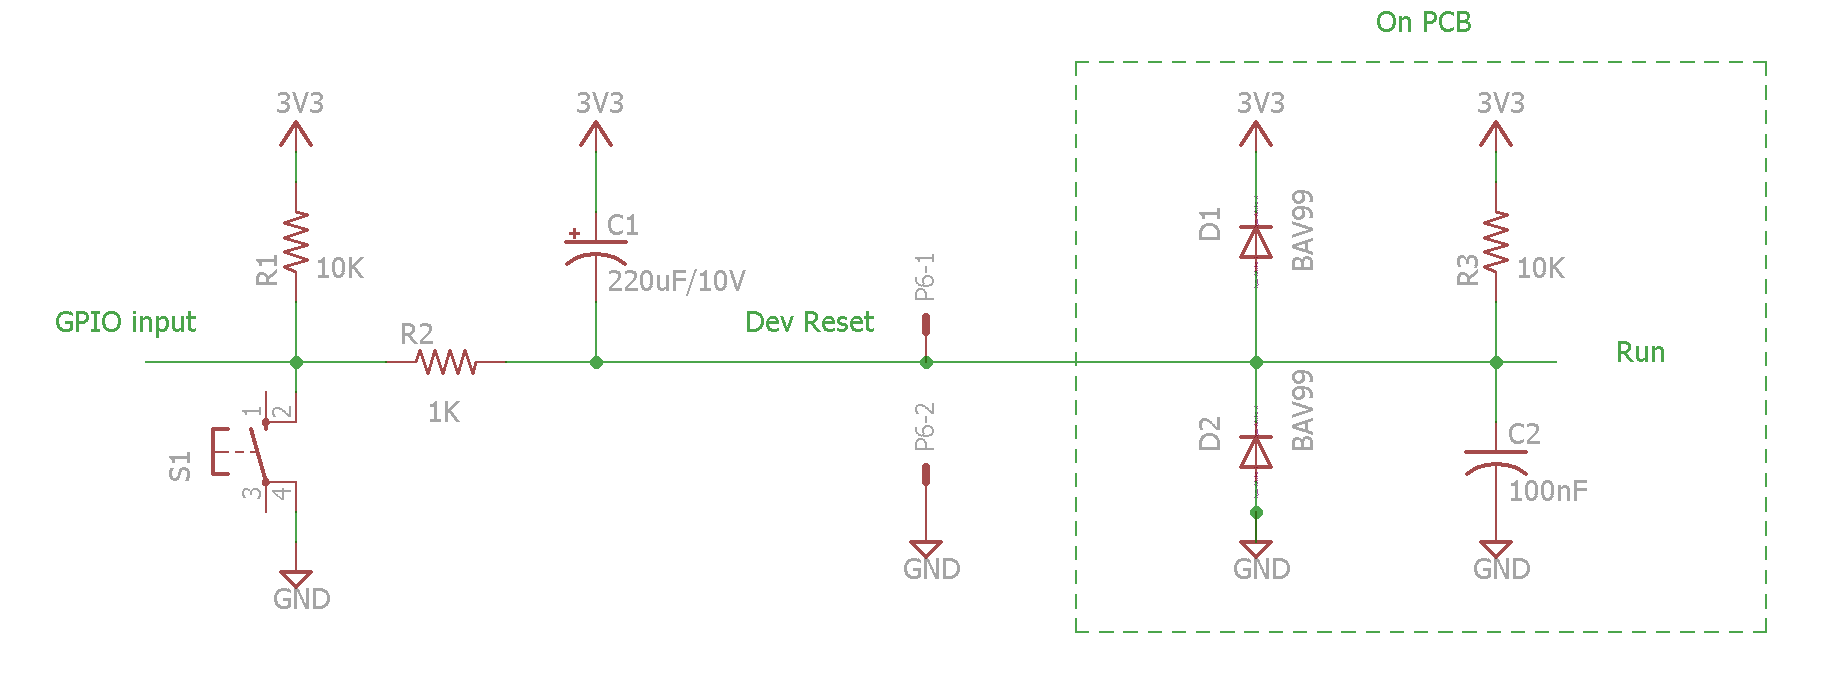 On PCB
3V3
3V3
3V3
3V3
R1
10K
+
C1
220uF/10V
P6-1
D1
BAV99
R3
10K
GPIO input
R2
1K
Dev Reset
Run
S1
1
2
3
4
GND
P6-2
GND
D2
BAV99
GND
C2
100nF
GND